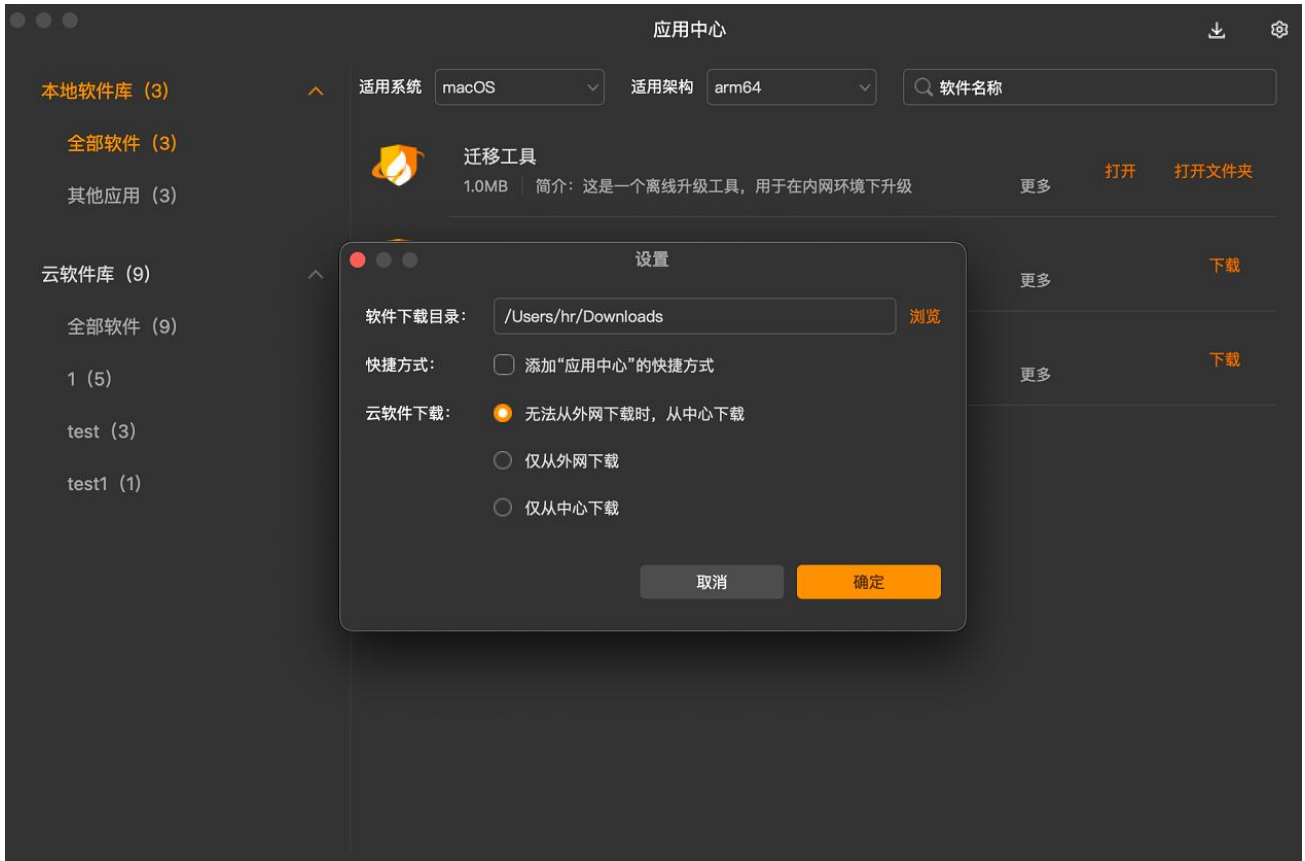 应用中心
本地软件库（3）
全部软件（3）
其他应用（3）
云软件库（9）
全部软件（9）
1（5）
test（3）
test1（1）
适用系统 macOS 适用架构 arm64 软件名称
迁移工具
1.0MB 简介：这是一个离线升级工具，用于在内网环境下升级 更多 打开 打开文件夹
更多 下载
更多 下载
设置
软件下载目录： /Users/hr/Downloads 浏览
快捷方式： 添加“应用中心”的快捷方式
云软件下载： 无法从外网下载时，从中心下载
仅从外网下载
仅从中心下载
取消 确定